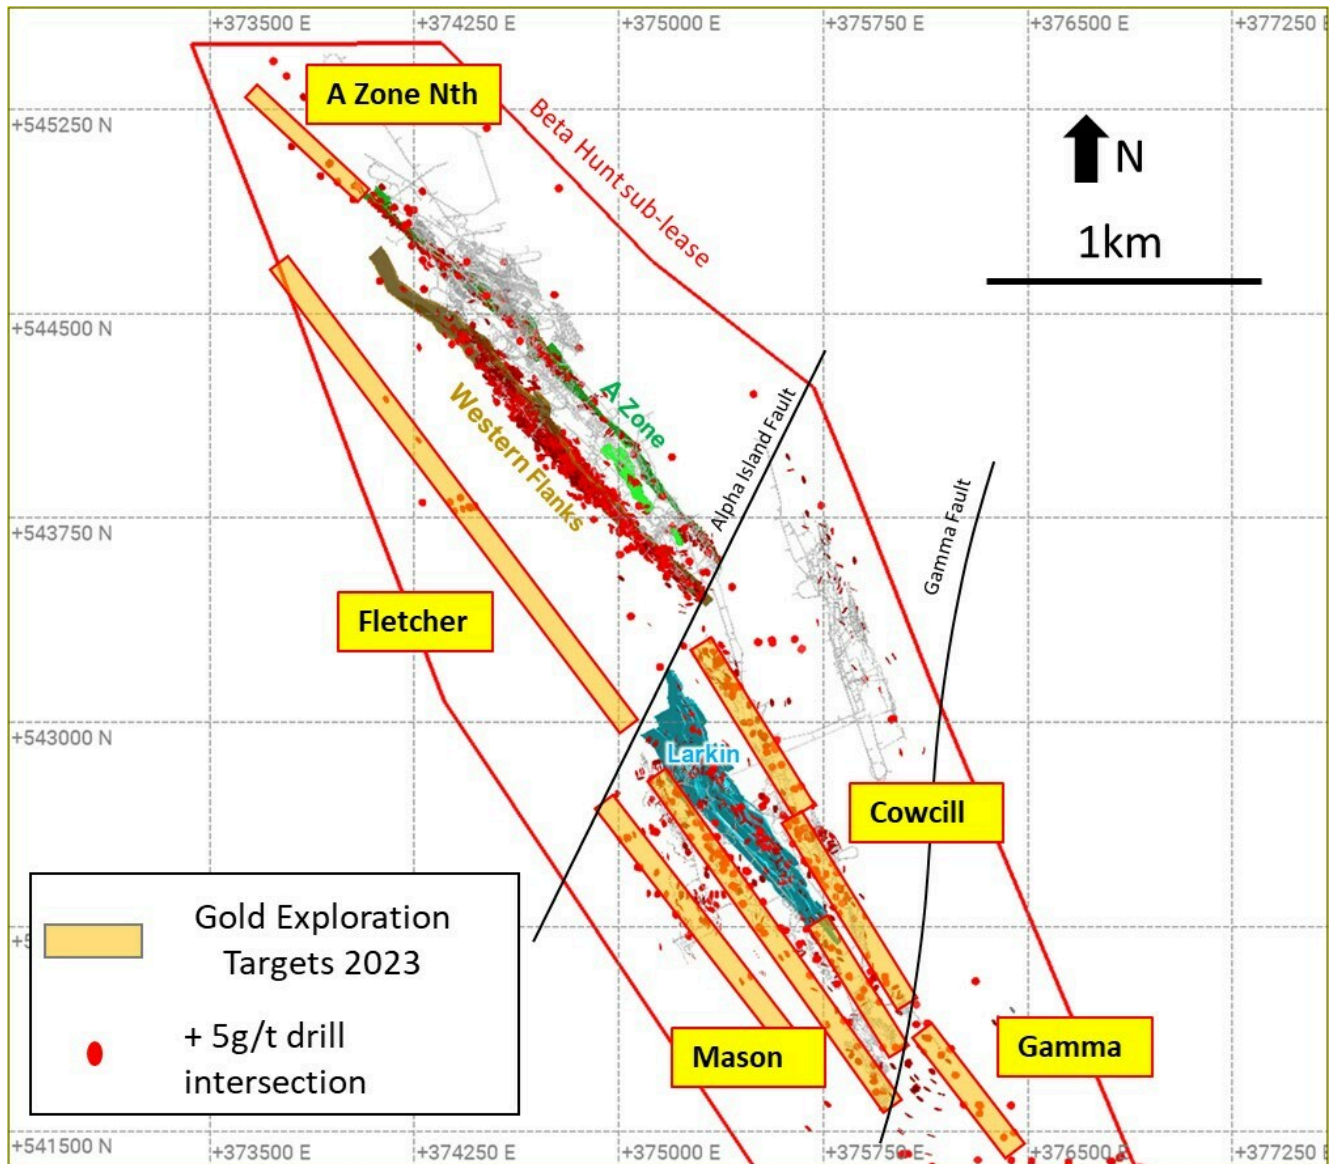 +373500 E
+374250 E
+375000 E
+375750 E
+376500 E
+377250 E
A Zone Nth
+545250 N
Beta Hunt sub-lease
N
1km
+544500 N
A Zone
Western Flanks
Alpha Island Fault
Gamma Fault
+543750 N
Fletcher
+543000 N
Larkin
Cowcill
Gold Exploration
Targets 2023
+ 5g/t drill
intersection
Mason
Gamma
+541500 N
+373500 E
+374250 E
+375000 E
+375750 E
+376500 E
+377250 E